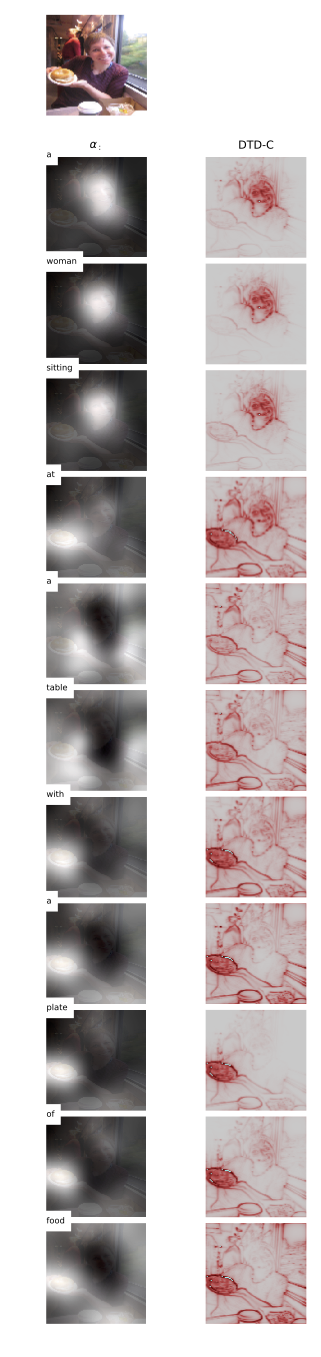 α: DTD-C
a
woman
sitting
at
a
table
with
a
plate
of
food